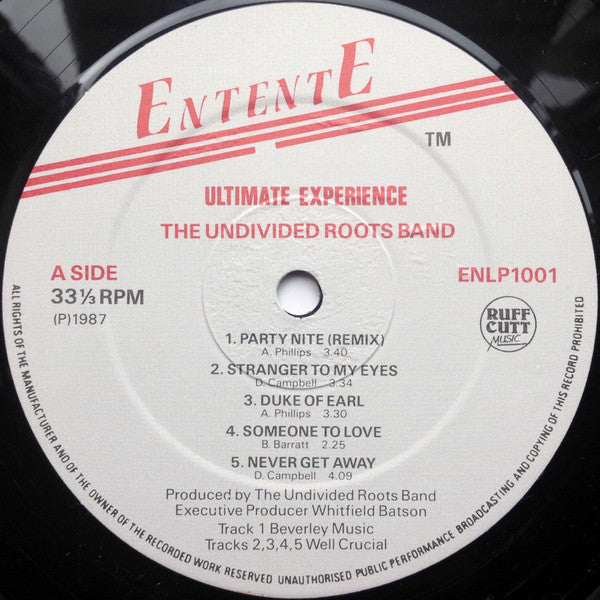 ENTENTE
TM
ULTIMATE EXPERIENCE
THE UNDIVIDED ROOTS BAND
A SIDE
33⅓ RPM
(P)1987
ENLP1001
RUFF
CUTT
MUSIC
1. PARTY NITE (REMIX)
A. Phillips 3.40
2. STRANGER TO MY EYES
D. Campbell 3.34
3. DUKE OF EARL
A. Phillips 3.30
4. SOMEONE TO LOVE
B. Barratt 2.25
5. NEVER GET AWAY
D. Campbell 4.09
Produced by The Undivided Roots Band
Executive Producer Whitfield Batson
Track 1 Beverley Music
Tracks 2,3,4,5 Well Crucial
ALL RIGHTS OF THE MANUFACTURER AND OF THE OWNER OF THE RECORDED WORK RESERVED UNAUTHORISED PUBLIC PERFORMANCE BROADCASTING AND COPYING OF THIS RECORD PROHIBITED